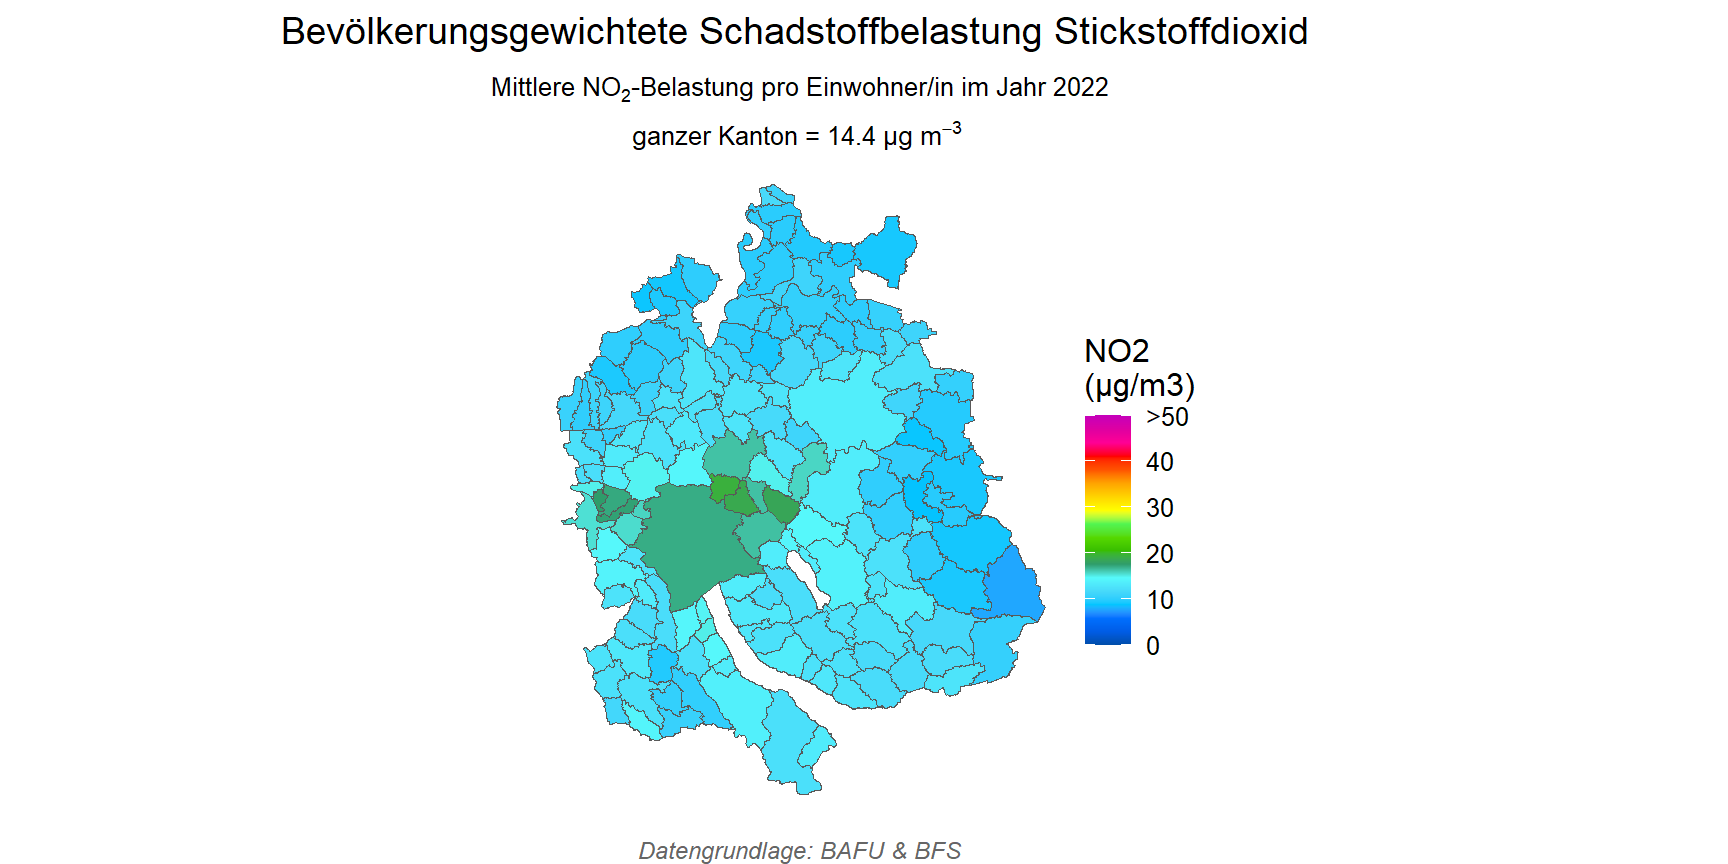 Bevölkerungsgewichtete Schadstoffbelastung Stickstoffdioxid
Mittlere NO₂-Belastung pro Einwohner/in im Jahr 2022
ganzer Kanton = 14.4 µg m⁻³
NO2
(µg/m3)
>50
40
30
20
10
0
Datengrundlage: BAFU & BFS